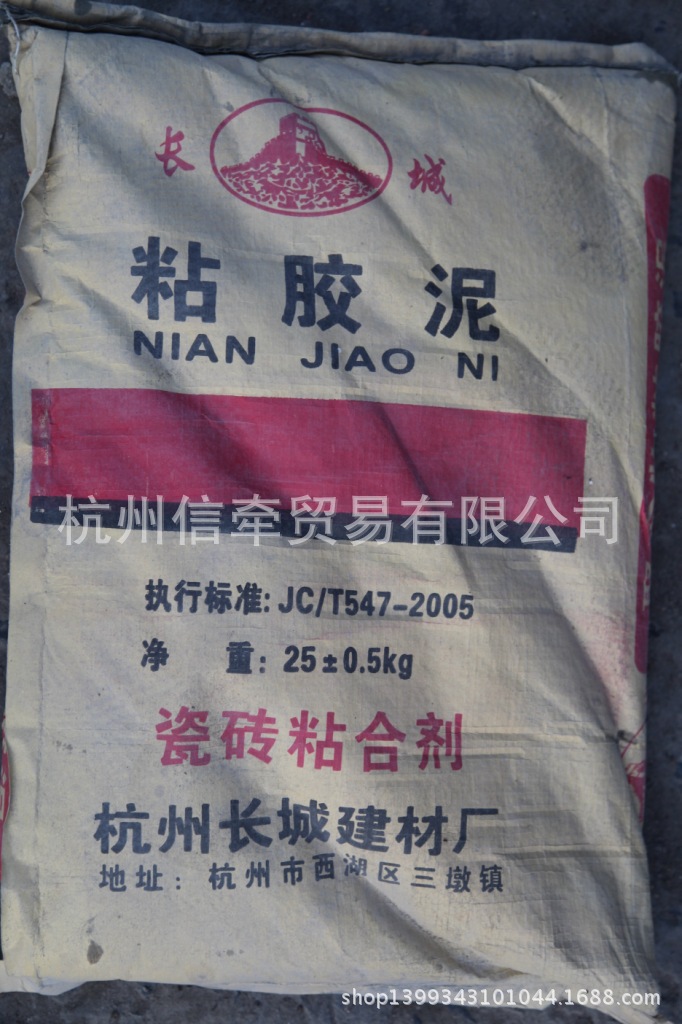 长城
粘胶泥
NIAN JIAO NI
杭州信牵贸易有限公司
执行标准: JC/T547-2005
净 重: 25±0.5kg
瓷砖粘合剂
杭州长城建材厂
地址: 杭州市西湖区三墩镇
shop1399343101044.1688.com